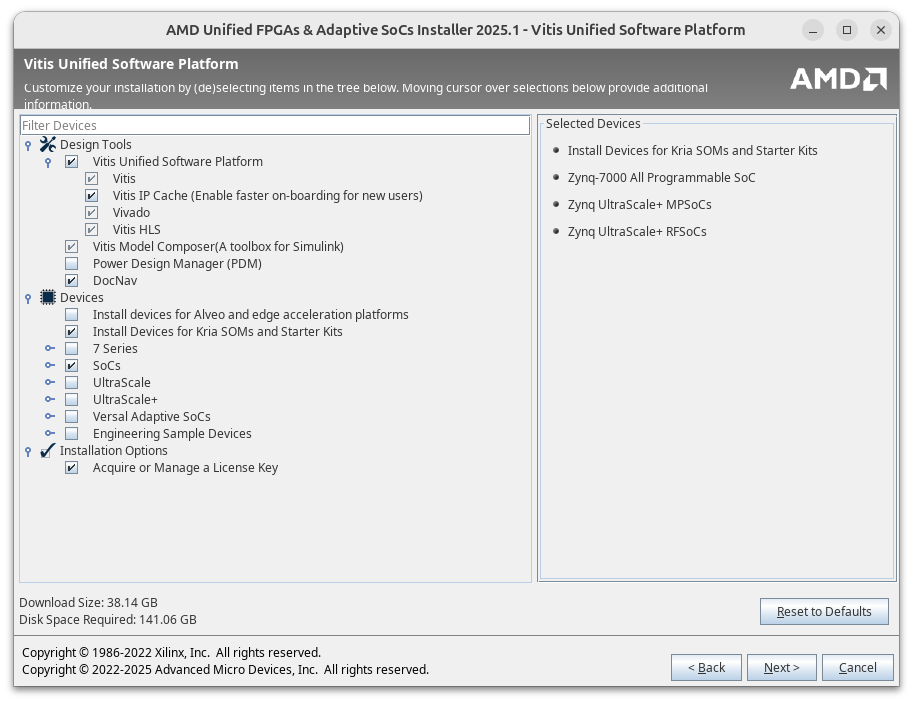 AMD Unified FPGAs & Adaptive SoCs Installer 2025.1 - Vitis Unified Software Platform
Vitis Unified Software Platform
Customize your installation by (de)selecting items in the tree below. Moving cursor over selections below provide additional
information.
AMD
Filter Devices
Design Tools
Vitis Unified Software Platform
Vitis
Vitis IP Cache (Enable faster on-boarding for new users)
Vivado
Vitis HLS
Vitis Model Composer(A toolbox for Simulink)
Power Design Manager (PDM)
DocNav
Devices
Install devices for Alveo and edge acceleration platforms
Install Devices for Kria SOMs and Starter Kits
7 Series
SoCs
UltraScale
UltraScale+
Versal Adaptive SoCs
Engineering Sample Devices
Installation Options
Acquire or Manage a License Key
Selected Devices
Install Devices for Kria SOMs and Starter Kits
Zynq-7000 All Programmable SoC
Zynq UltraScale+ MPSoCs
Zynq UltraScale+ RFSoCs
Download Size: 38.14 GB
Disk Space Required: 141.06 GB
Reset to Defaults
Copyright © 1986-2022 Xilinx, Inc. All rights reserved.
Copyright © 2022-2025 Advanced Micro Devices, Inc. All rights reserved.
< Back
Next >
Cancel